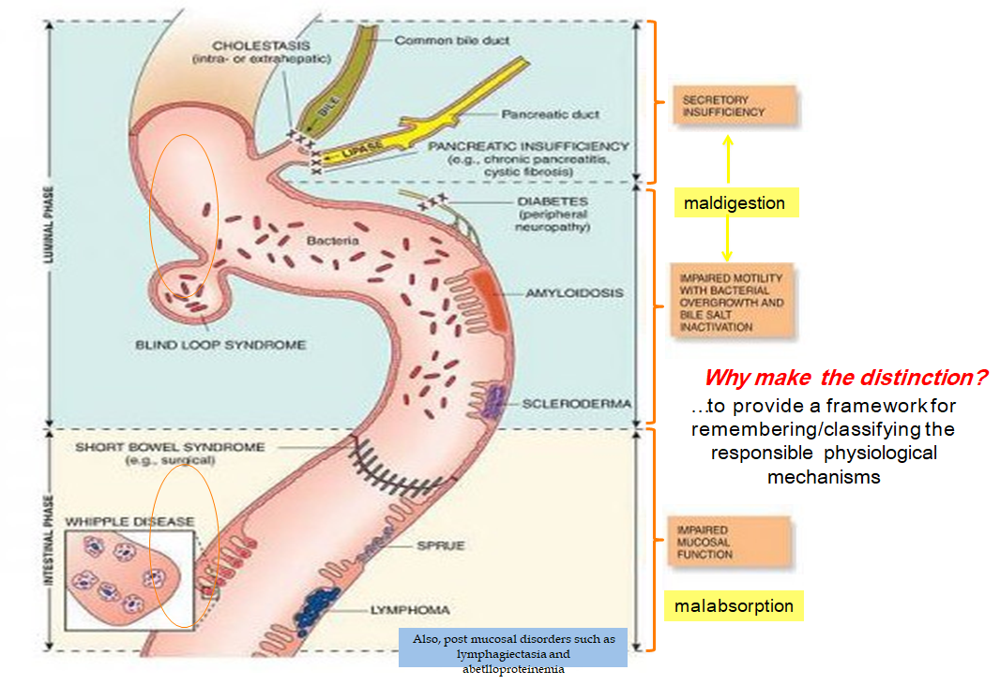 CHOLESTASIS
(intra- or extrahepatic)
Common bile duct
BILE
Pancreatic duct
LIPASE
PANCREATIC INSUFFICIENCY
(e.g., chronic pancreatitis,
cystic fibrosis)
SECRETORY
INSUFFICIENCY
maldigestion
LUMINAL PHASE
DIABETES
(peripheral
neuropathy)
Bacteria
AMYLOIDOSIS
IMPAIRED MOTILITY
WITH BACTERIAL
OVERGROWTH AND
BILE SALT
INACTIVATION
BLIND LOOP SYNDROME
SCLERODERMA
Why make the distinction?
...to provide a framework for
remembering/classifying the
responsible physiological
mechanisms
SHORT BOWEL SYNDROME
(e.g., surgical)
INTESTINAL PHASE
WHIPPLE DISEASE
SPRUE
IMPAIRED
MUCOSAL
FUNCTION
malabsorption
LYMPHOMA
Also, post mucosal disorders such as
lymphagiectasia and
abetlloproteinemia